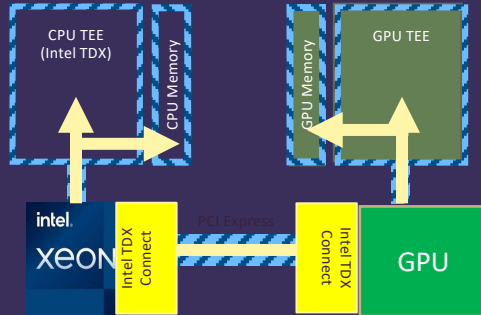 CPU TEE
(Intel TDX)
CPU Memory
GPU Memory
GPU TEE
PCI Express
intel.
XEON
Intel TDX
Connect
Intel TDX
Connect
GPU